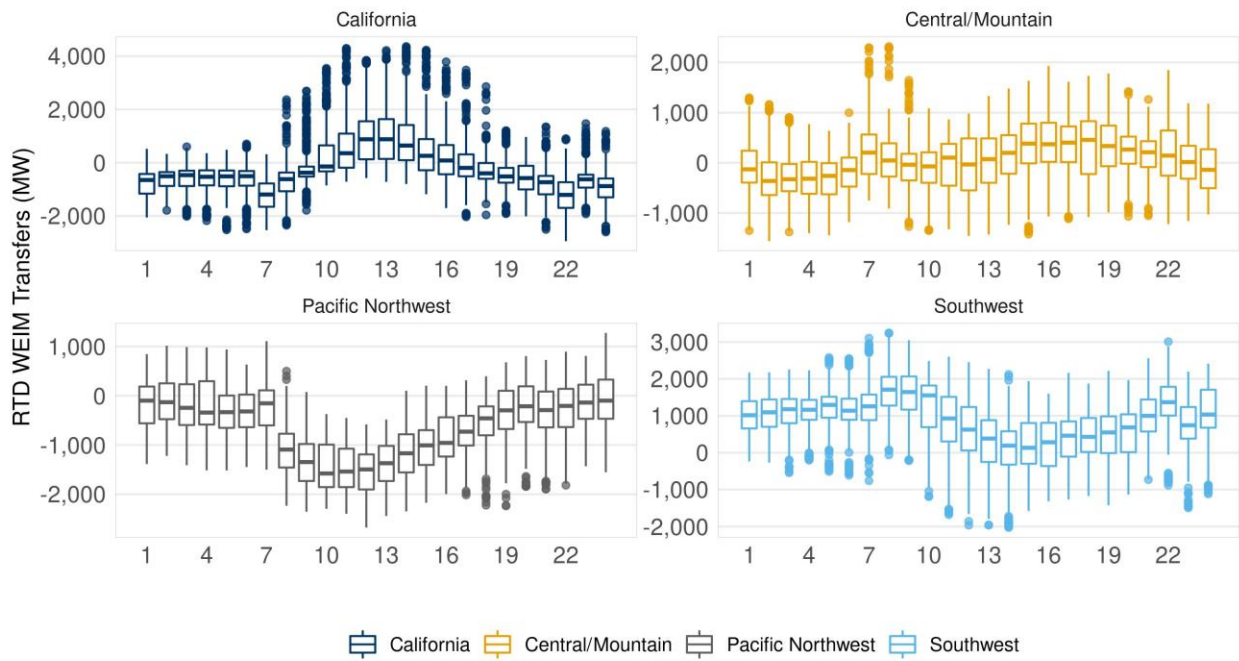 California
Central/Mountain
RTD WEIM Transfers (MW)
4,000
2,000
0
-2,000
1 4 7 10 13 16 19 22
2,000
1,000
0
-1,000
1 4 7 10 13 16 19 22
Pacific Northwest
Southwest
1,000
0
-1,000
-2,000
1 4 7 10 13 16 19 22
3,000
2,000
1,000
0
-1,000
-2,000
1 4 7 10 13 16 19 22
California Central/Mountain Pacific Northwest Southwest